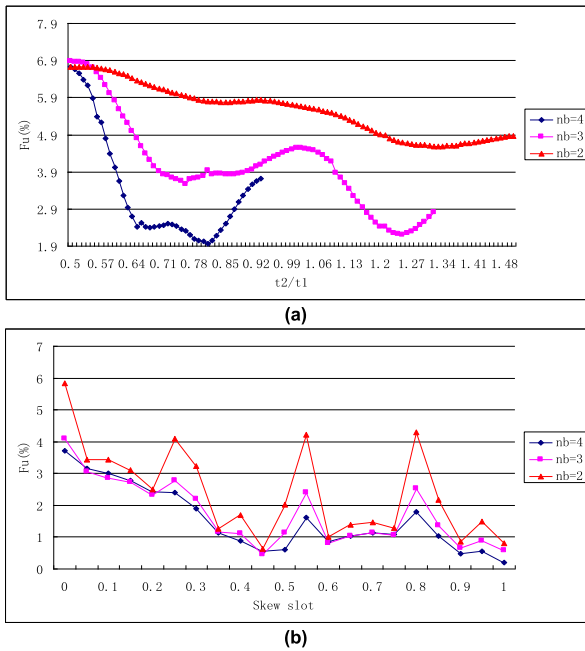 7.9
6.9
5.9
4.9
3.9
2.9
1.9
Fu(%)
0.5 0.57 0.64 0.71 0.78 0.85 0.92 0.99 1.06 1.13 1.2 1.27 1.34 1.41 1.48
t2/t1
nb=4
nb=3
nb=2
(a)
7
6
5
4
3
2
1
0
Fu(%)
0 0.1 0.2 0.3 0.4 0.5 0.6 0.7 0.8 0.9 1
Skew slot
nb=4
nb=3
nb=2
(b)